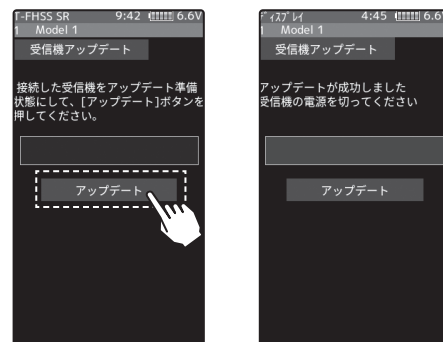 T-FHSS SR 9:42 6.6V
1 Model 1
受信機アップデート
接続した受信機をアップデート準備
状態にして、[アップデート]ボタンを
押してください。
アップデート
ディスプレイ 4:45 6.6V
1 Model 1
受信機アップデート
アップデートが成功しました
受信機の電源を切ってください
アップデート